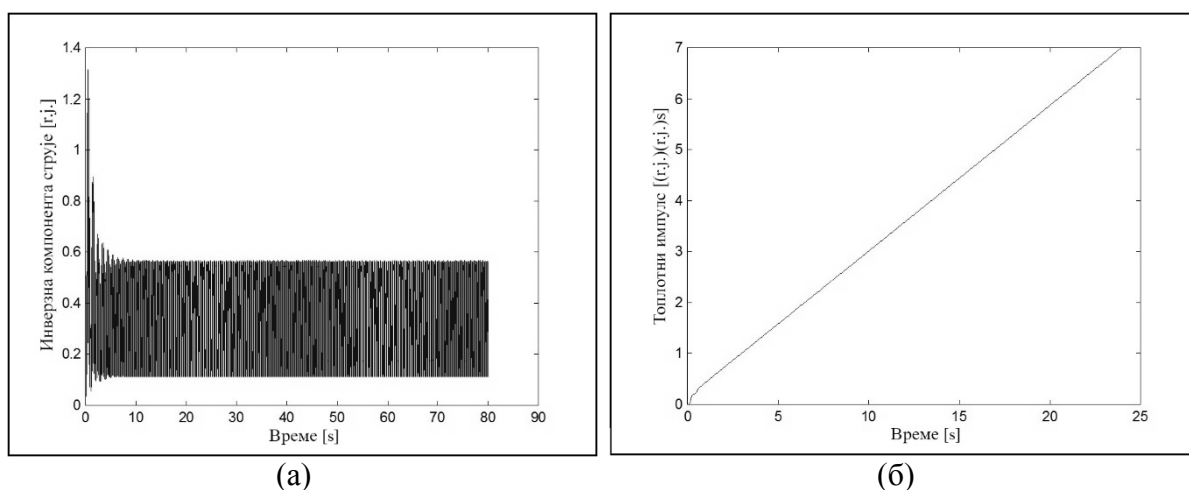 1.4
1.2
1
0.8
0.6
0.4
0.2
0
Инверзна компонента струје [r.j.]
0 10 20 30 40 50 60 70 80 90
Време [s]
(а)
7
6
5
4
3
2
1
0
Топлотни импулс [(r.j.)(r.j.)s]
0 5 10 15 20 25
Време [s]
(б)